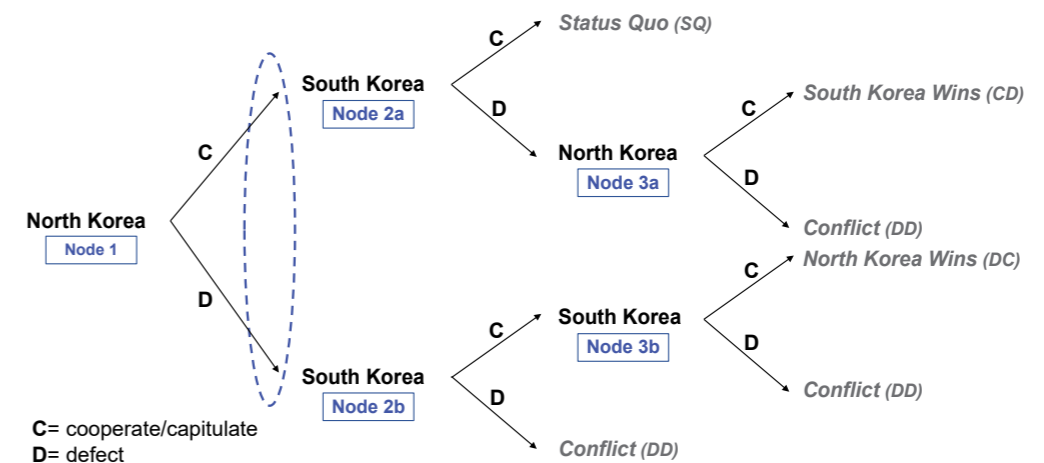 C
Status Quo (SQ)
South Korea
Node 2a
D
C
South Korea Wins (CD)
C
North Korea
Node 3a
D
North Korea
Node 1
Conflict (DD)
D
C
North Korea Wins (DC)
C
South Korea
Node 3b
D
South Korea
Node 2b
D
Conflict (DD)
C= cooperate/capitulate
D= defect
Conflict (DD)